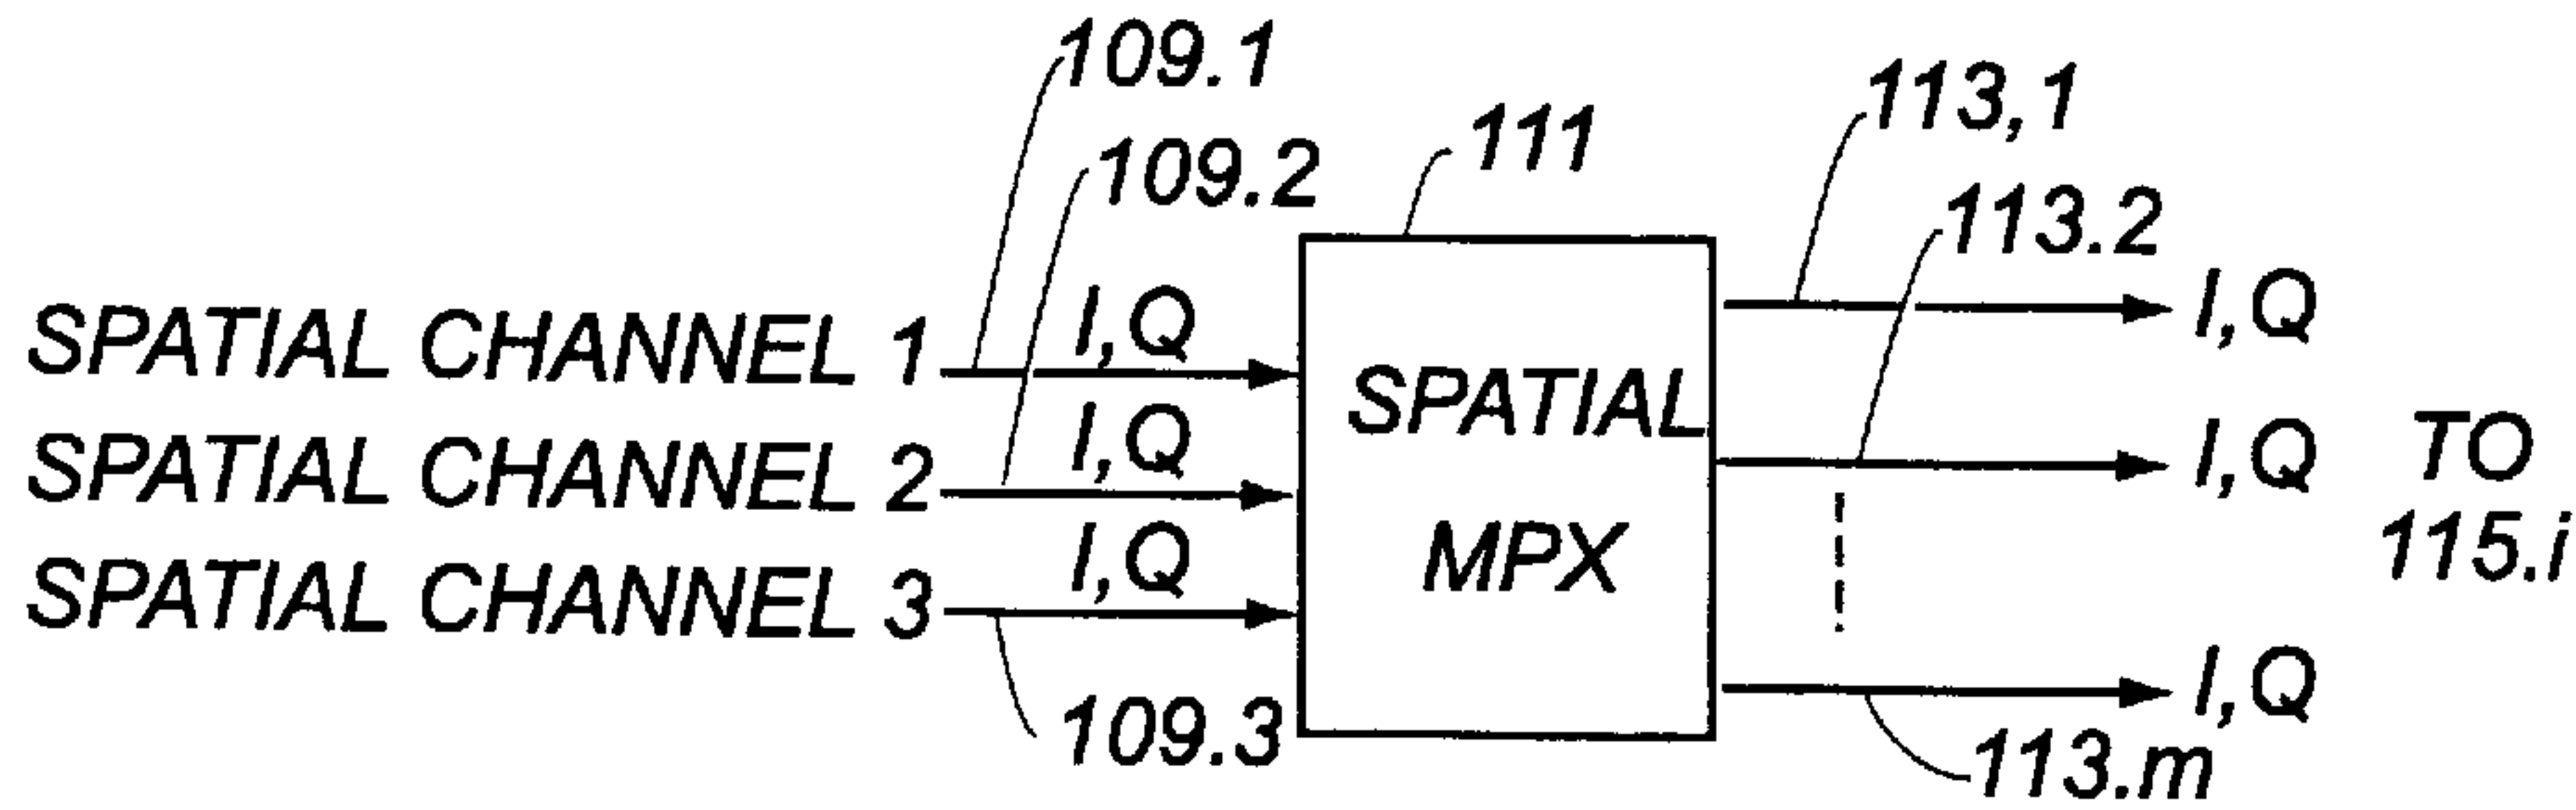 109.1
109.2
111
113,1
113.2
SPATIAL CHANNEL 1
I,Q
SPATIAL CHANNEL 2
I,Q
SPATIAL CHANNEL 3
I,Q
109.3
SPATIAL
MPX
I,Q
I,Q
I,Q
TO
115.i
113.m